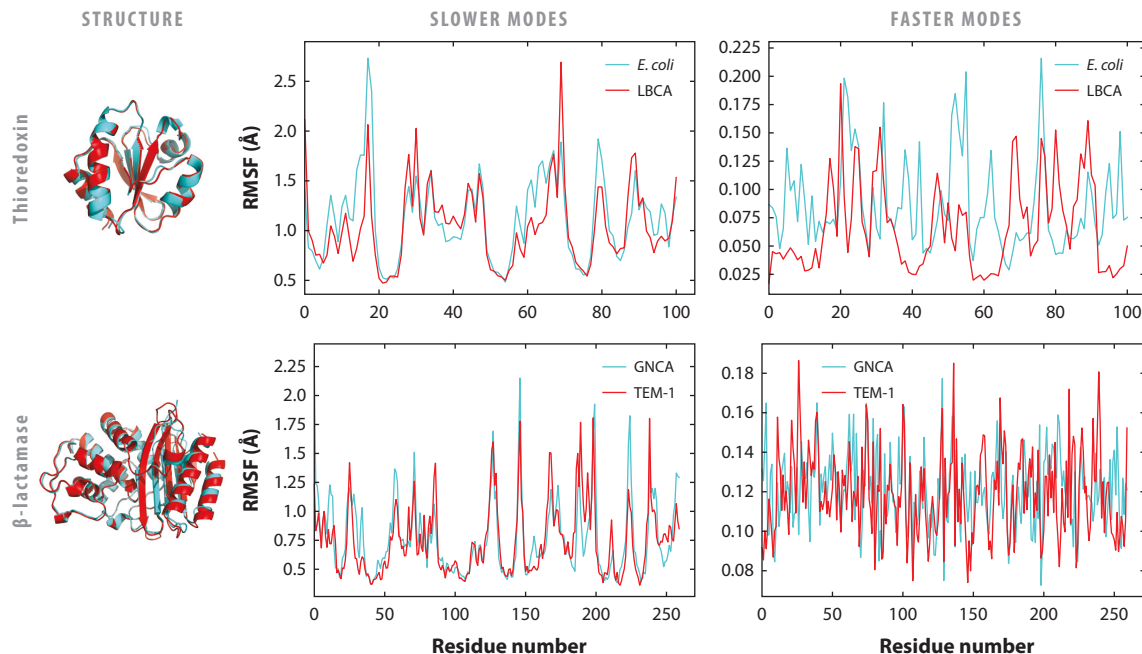 STRUCTURE
SLOWER MODES
FASTER MODES
Thioredoxin
RMSF (Å)
2.5
2.0
1.5
1.0
0.5
0 20 40 60 80 100
E. coli
LBCA
0.225
0.200
0.175
0.150
0.125
0.100
0.075
0.050
0.025
0 20 40 60 80 100
E. coli
LBCA
β-lactamase
RMSF (Å)
2.25
2.0
1.75
1.5
1.25
1.0
0.75
0.5
0 50 100 150 200 250
GNCA
TEM-1
Residue number
0.18
0.16
0.14
0.12
0.10
0.08
0 50 100 150 200 250
GNCA
TEM-1
Residue number